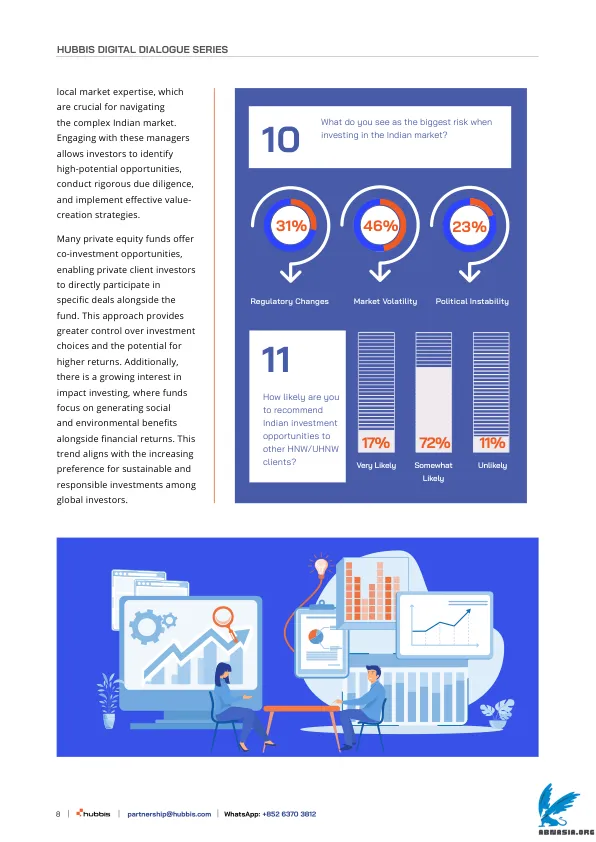 HUBBIS DIGITAL DIALOGUE SERIES
local market expertise, which
are crucial for navigating
the complex Indian market.
Engaging with these managers
allows investors to identify
high-potential opportunities,
conduct rigorous due diligence,
and implement effective value-
creation strategies.
Many private equity funds offer
co-investment opportunities,
enabling private client investors
to directly participate in
specific deals alongside the
fund. This approach provides
greater control over investment
choices and the potential for
higher returns. Additionally,
there is a growing interest in
impact investing, where funds
focus on generating social
and environmental benefits
alongside financial returns. This
trend aligns with the increasing
preference for sustainable and
responsible investments among
global investors.
10
What do you see as the biggest risk when
investing in the Indian market?
31%
46%
23%
Regulatory Changes
Market Volatility
Political Instability
11
How likely are you
to recommend
Indian investment
opportunities to
other HNW/UHNW
clients?
17%
72%
11%
Very Likely
Somewhat
Likely
Unlikely
8 | hubbis | partnership@hubbis.com | WhatsApp: +852 6370 3812
ABNASIA.ORG